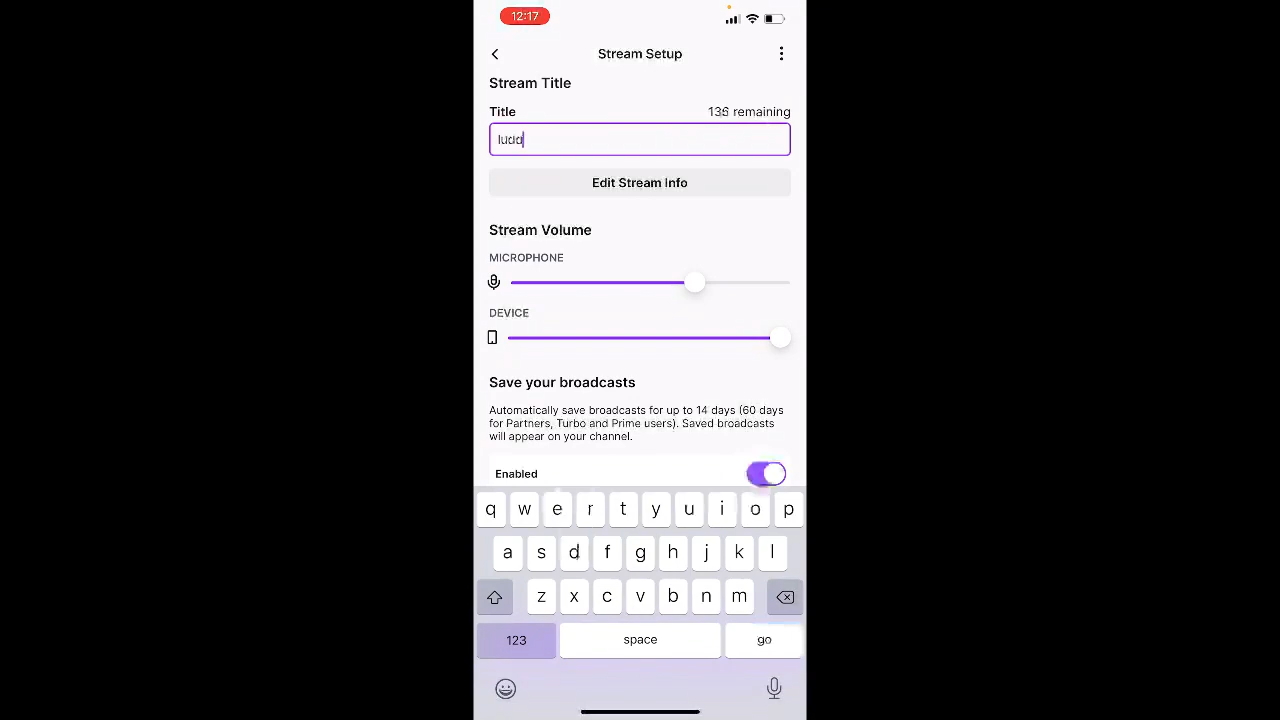 12:17
Stream Setup
Stream Title
Title 136 remaining
ludd
Edit Stream Info
Stream Volume
MICROPHONE
DEVICE
Save your broadcasts
Automatically save broadcasts for up to 14 days (60 days
for Partners, Turbo and Prime users). Saved broadcasts
will appear on your channel.
Enabled
q w e r t y u i o p
a s d f g h j k l
z x c v b n m
123 space go